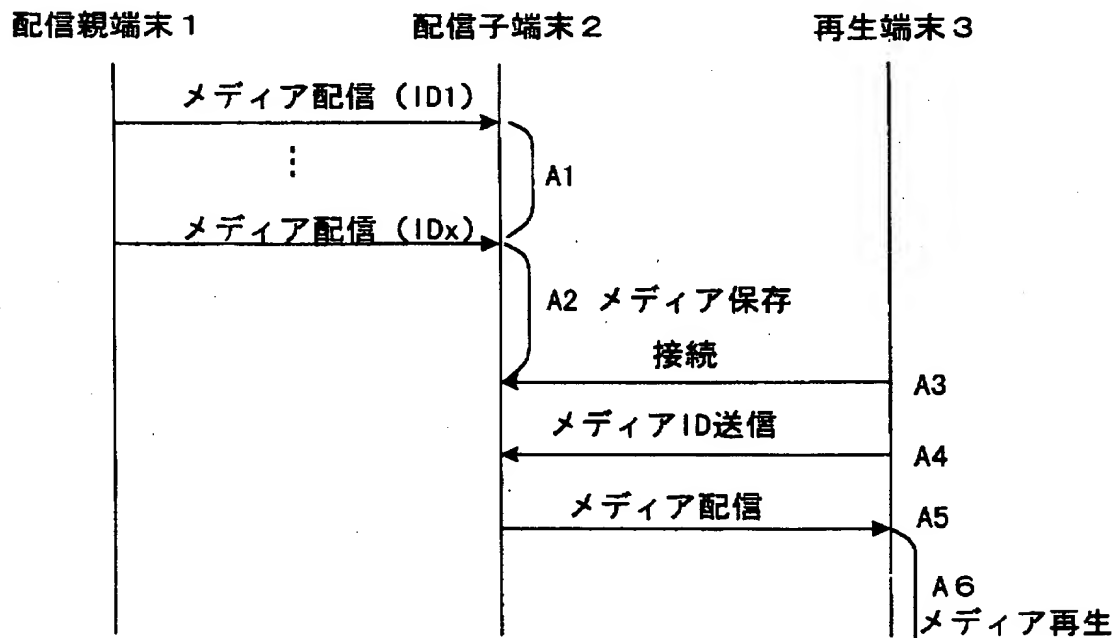 配信親端末1
配信子端末2
再生端末3
メディア配信（ID1）
A1
メディア配信（IDx）
A2 メディア保存
接続
A3
メディアID送信
A4
メディア配信
A5
A6
メディア再生